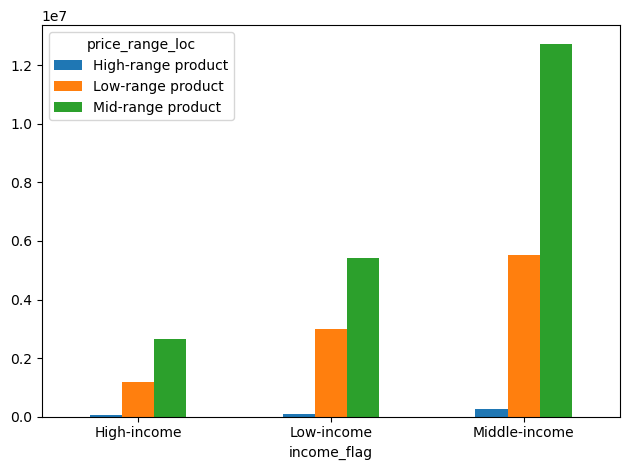 1e7
price_range_loc
High-range product
Low-range product
Mid-range product
1.2
1.0
0.8
0.6
0.4
0.2
0.0
High-income Low-income Middle-income
income_flag